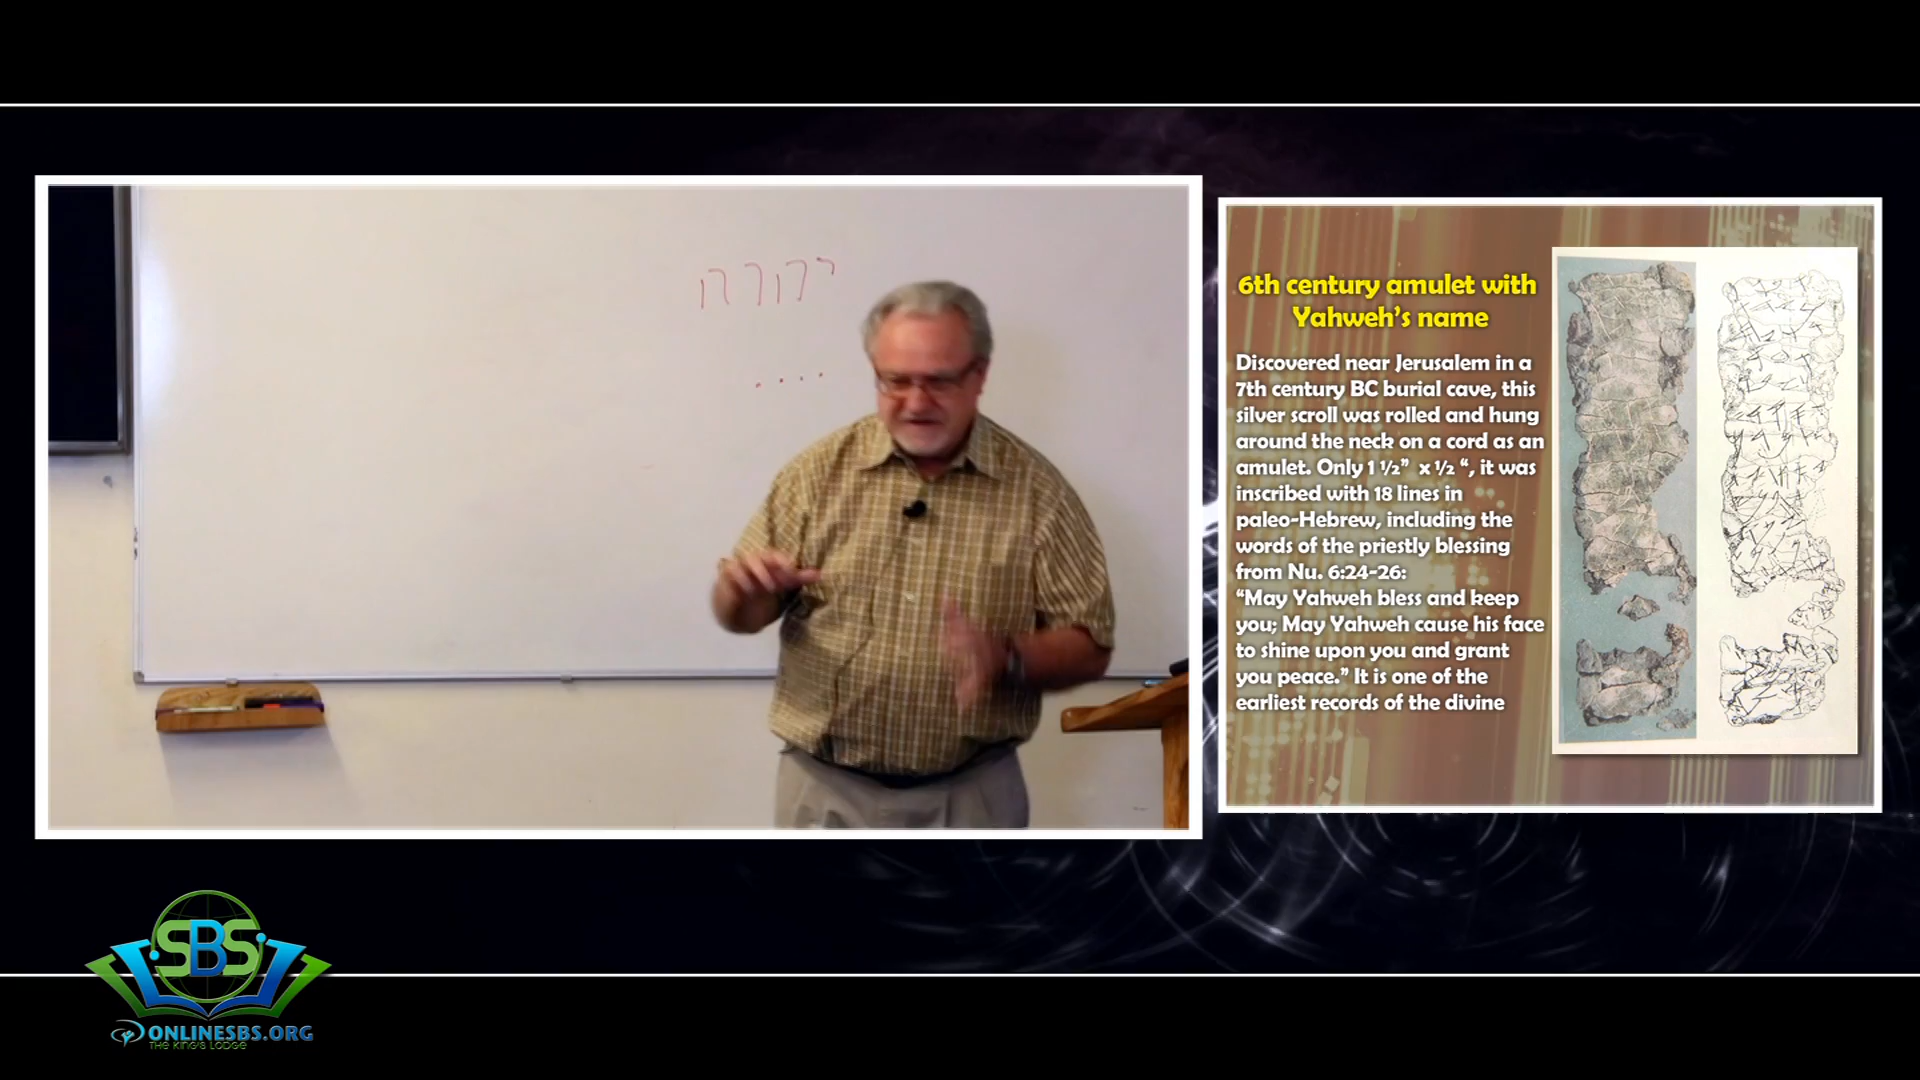 יהוה
....
6th century amulet with
Yahweh's name
Discovered near Jerusalem in a
7th century BC burial cave, this
silver scroll was rolled and hung
around the neck on a cord as an
amulet. Only 1 ½” x ½ “, it was
inscribed with 18 lines in
paleo-Hebrew, including the
words of the priestly blessing
from Nu. 6:24-26:
“May Yahweh bless and keep
you; May Yahweh cause his face
to shine upon you and grant
you peace.” It is one of the
earliest records of the divine
SBS
ONLINESBS.ORG
THE KING'S LODGE